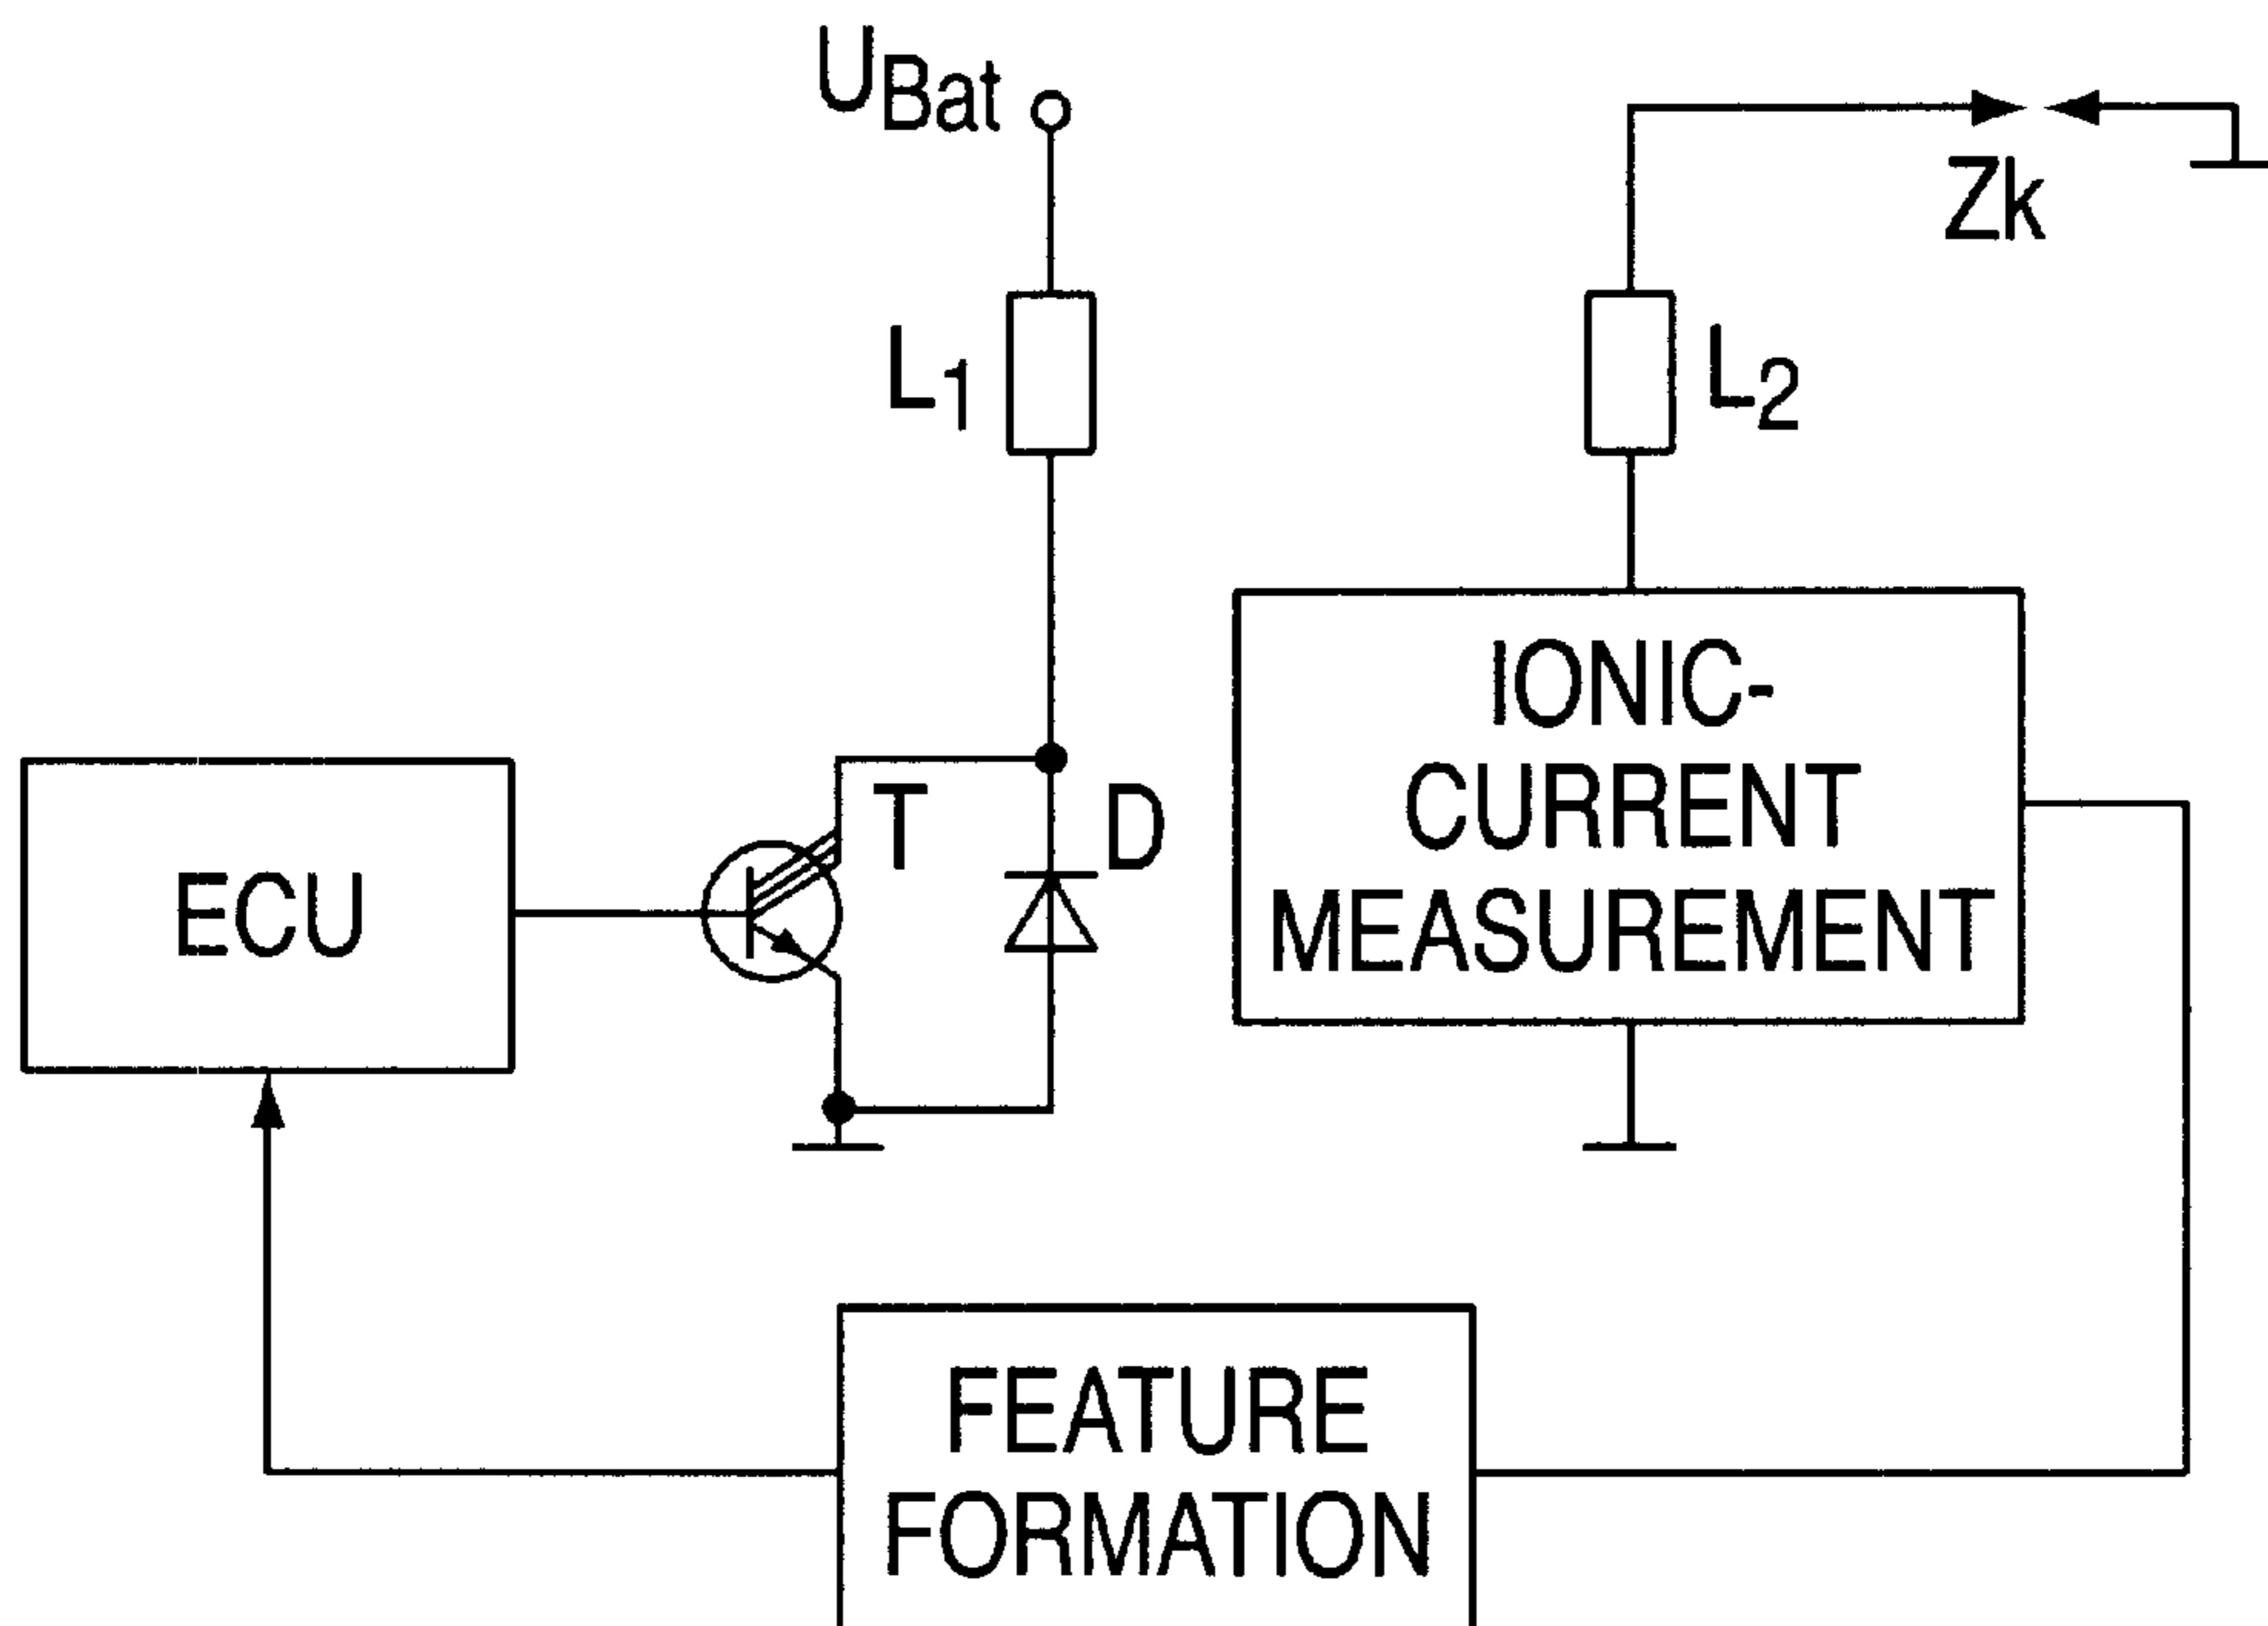 UBat
Zk
L1
L2
IONIC-
CURRENT
MEASUREMENT
T
D
ECU
FEATURE
FORMATION